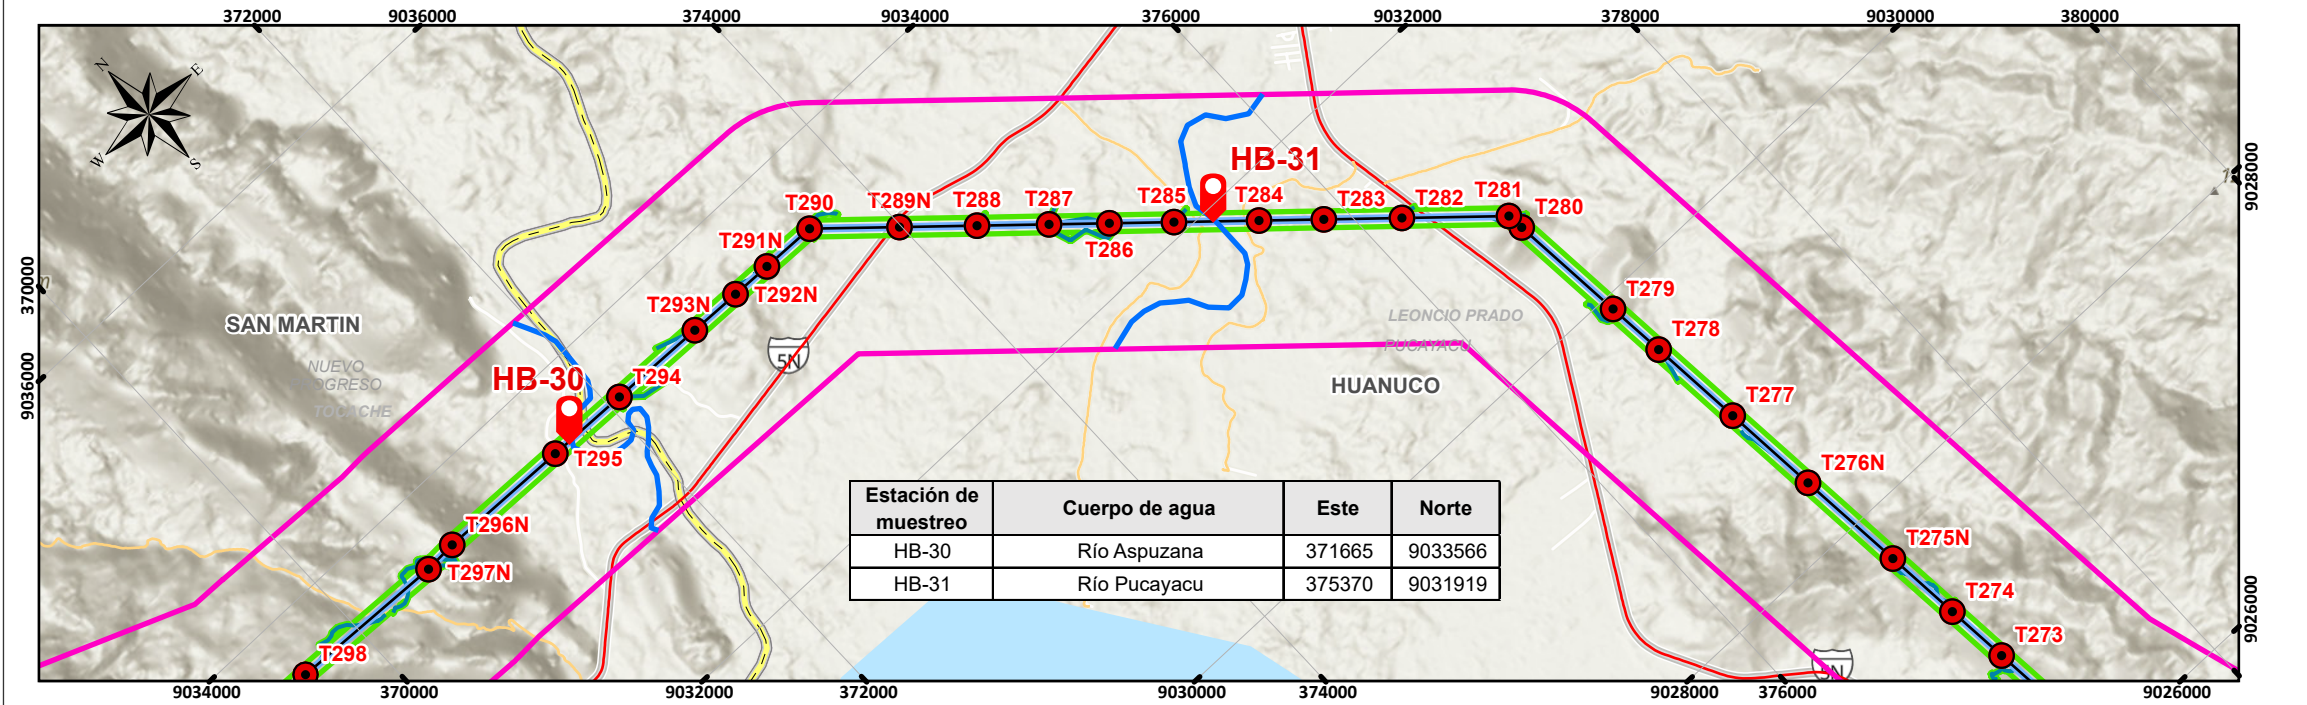 372000 9036000 374000 9034000 376000 9032000 378000 9030000 380000
N E
W S
HB-31
T290 T289N T288 T287 T285 T284 T283 T282 T281 T280
T286
T291N
T292N
T293N
T279
T278
5N
SAN MARTIN
NUEVO
PROGRESO
TOCACHE
LEONCIO PRADO
PUCAYACU
HUANUCO
HB-30
T294
T295
T277
T276N
T296N
T297N
T275N
T274
T273
T298
5N
Estación de muestreo Cuerpo de agua Este Norte
HB-30 Río Aspuzana 371665 9033566
HB-31 Río Pucayacu 375370 9031919
370000
9036000
9028000
9026000
9034000 370000 9032000 372000 9030000 374000 9028000 376000 9026000